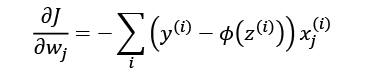 ∂J/∂w_j = − ∑_i (y^(i) − ϕ(z^(i))) x_j^(i)